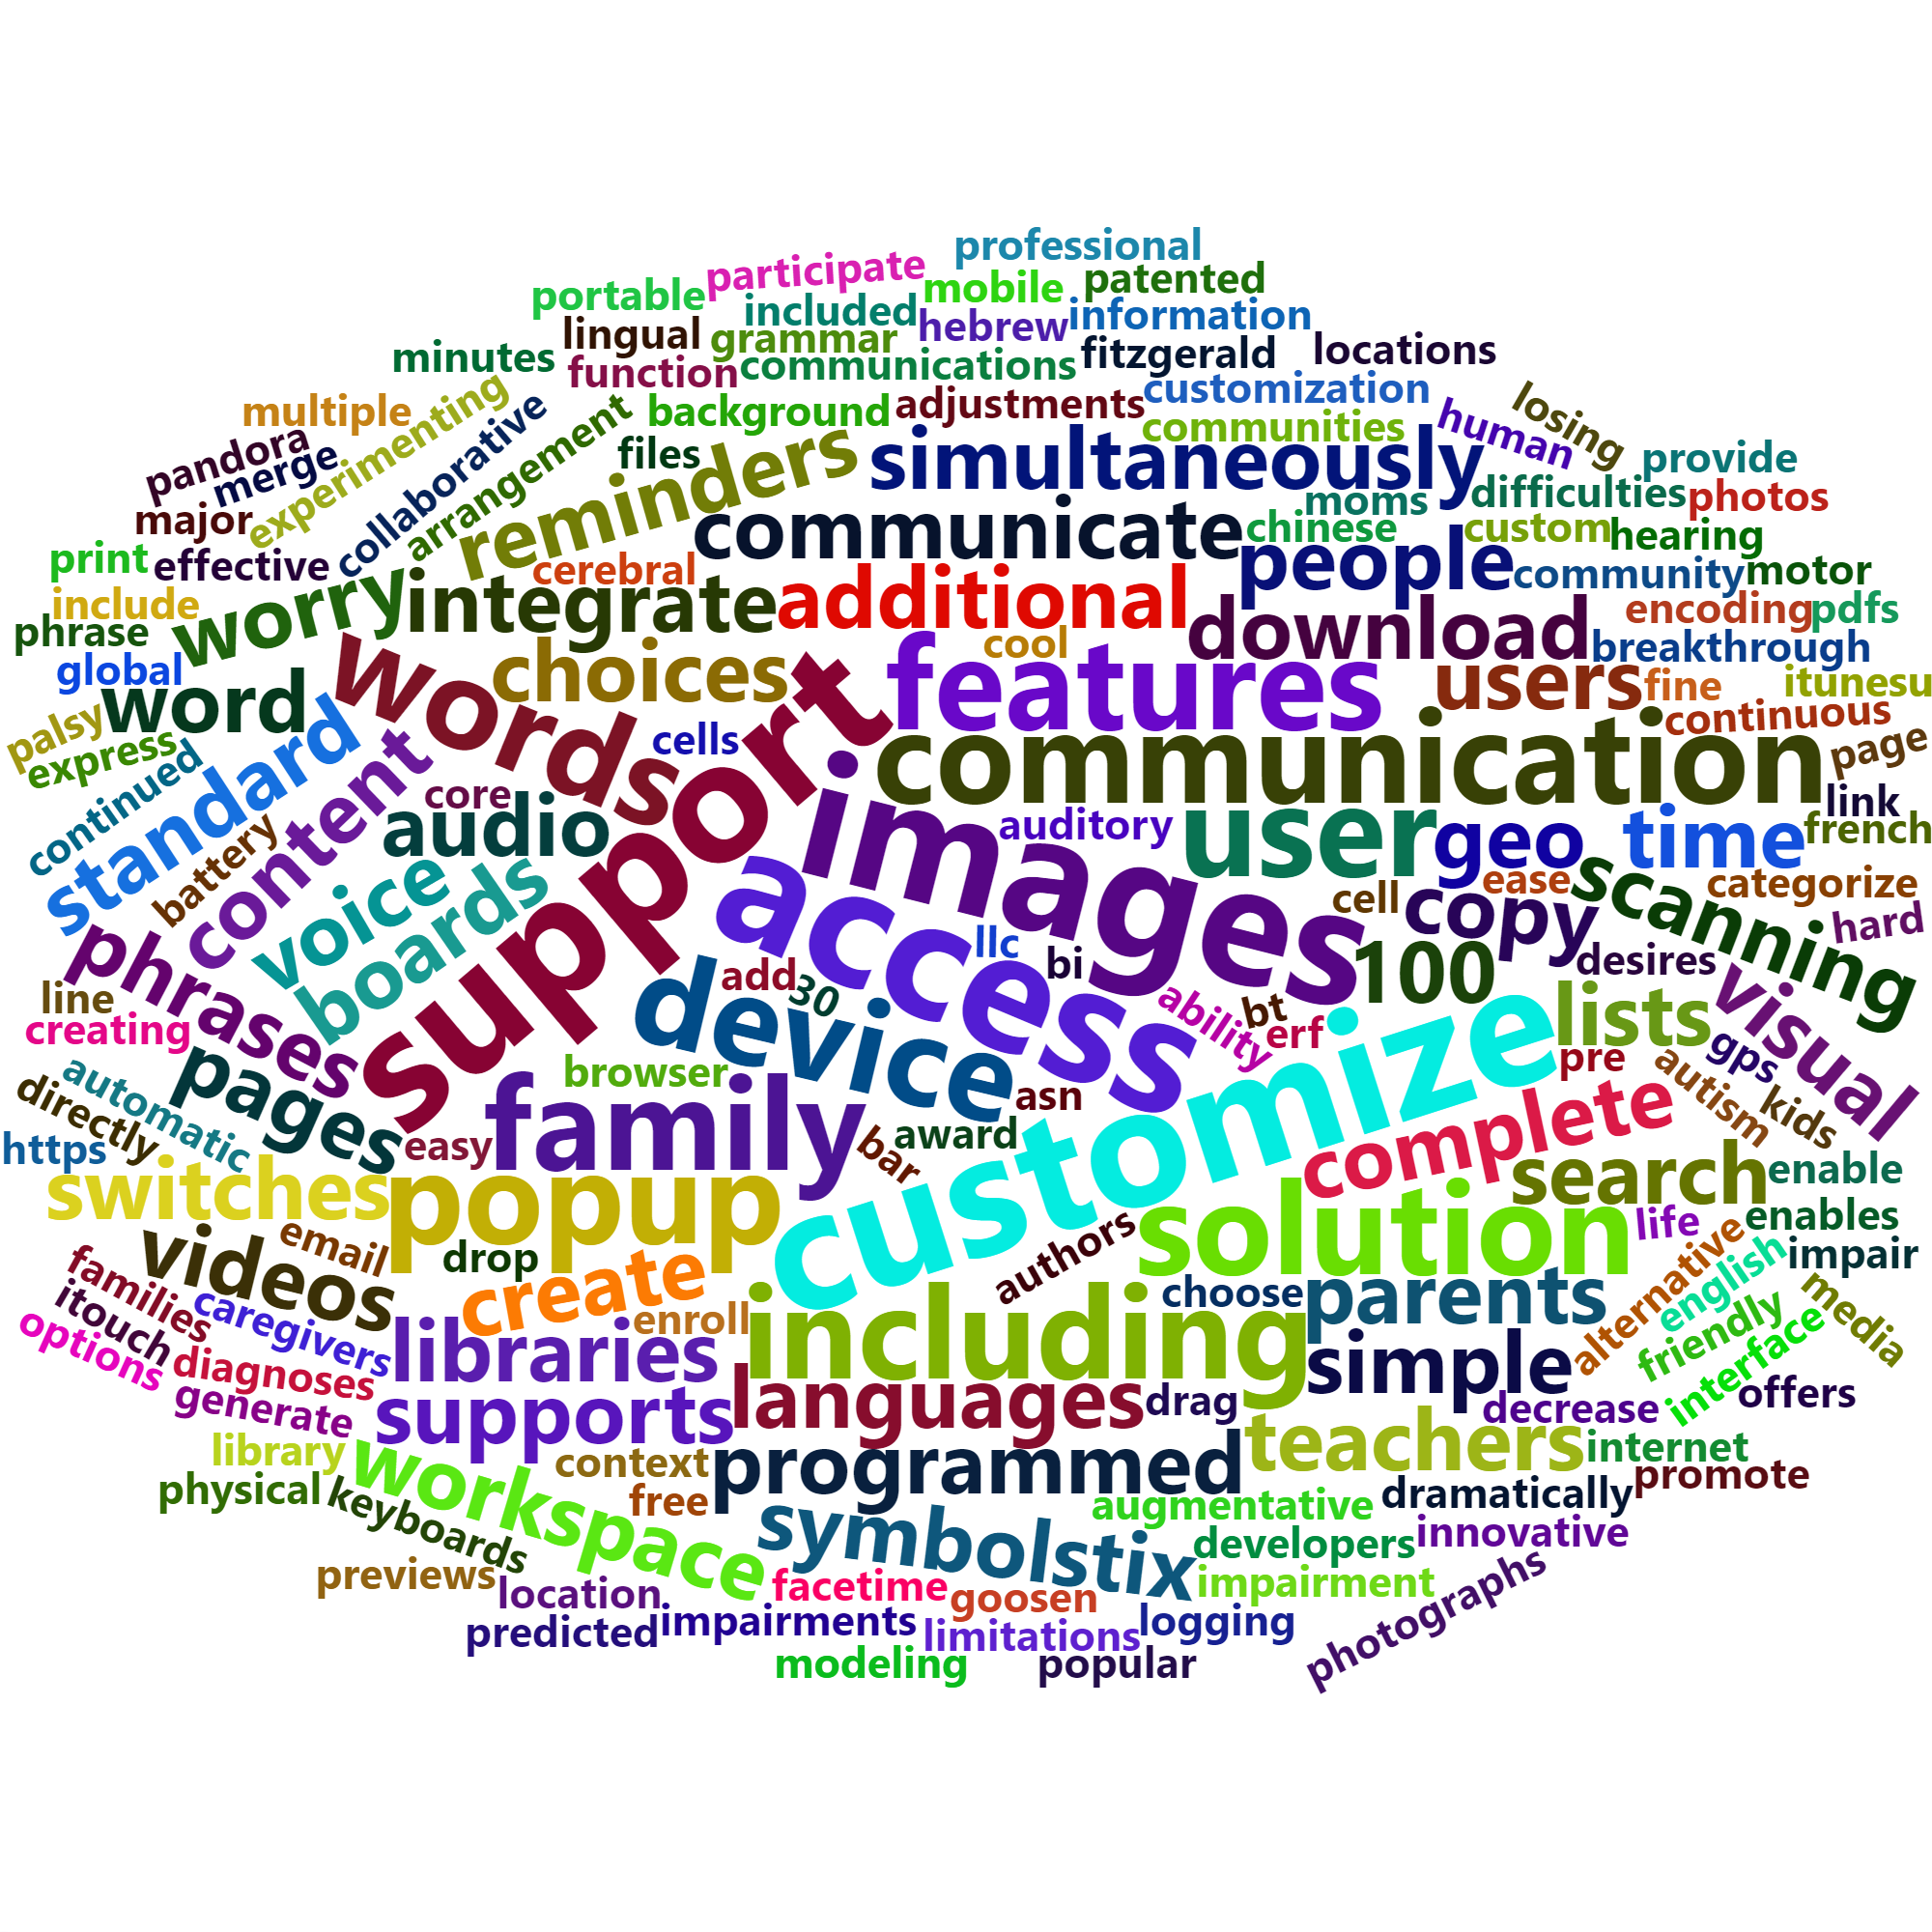 professional
participate
patented
portable
mobile
included
information
lingual
grammar
hebrew
locations
minutes
function
communications
fitzgerald
customization
multiple
experimenting
collaborative
arrangement
background
adjustments
losing
pandora
merge
files
reminders
communities
human
provide
simultaneously
major
moms
difficulties
photos
print
effective
communicate
chinese
custom
hearing
include
worry
integrate
cerebral
additional
people
community
motor
phrase
download
encoding
pdfs
global
word
words
choices
cool
features
breakthrough
users
fine
itunesu
palsy
express
continued
standard
content
cells
support
communication
continuous
page
core
audio
images
auditory
user
geo
time
link
french
battery
voice
boards
access
cell
ease
copy
scanning
categorize
hard
phrases
line
creating
device
add
30
llc
bi
100
desires
visual
ability
bt
erf
customize
lists
pre
gps
autism
kids
automatic
directly
pages
browser
asn
https
easy
family
award
bar
complete
search
enable
switches
popup
solution
life
enables
videos
email
drop
authors
alternative
english
impair
families
itouch
options
caregivers
create
enroll
including
choose
parents
friendly
interface
media
diagnoses
generate
libraries
simple
supports
languages
drag
decrease
offers
library
workspace
context
programmed
teachers
internet
physical
keyboards
free
augmentative
dramatically
promote
symbolstix
developers
innovative
previews
location
facetime
goosen
impairment
photographs
predicted
impairments
limitations
logging
modeling
popular